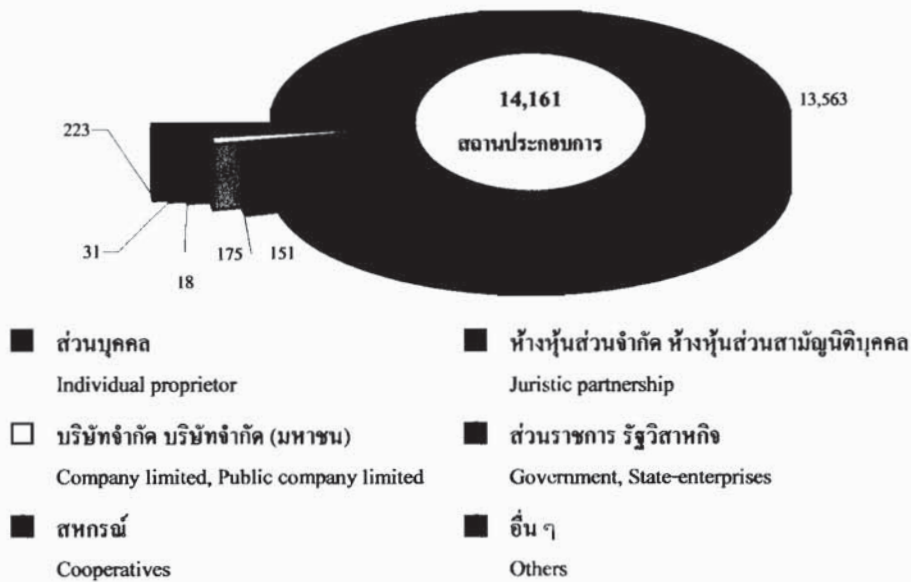 14,161
สถานประกอบการ
13,563
223
31
18
175
151
ส่วนบุคคล
Individual proprietor
ห้างหุ้นส่วนจำกัด ห้างหุ้นส่วนสามัญนิติบุคคล
Juristic partnership
บริษัทจำกัด บริษัทจำกัด (มหาชน)
Company limited, Public company limited
ส่วนราชการ รัฐวิสาหกิจ
Government, State-enterprises
สหกรณ์
Cooperatives
อื่น ๆ
Others